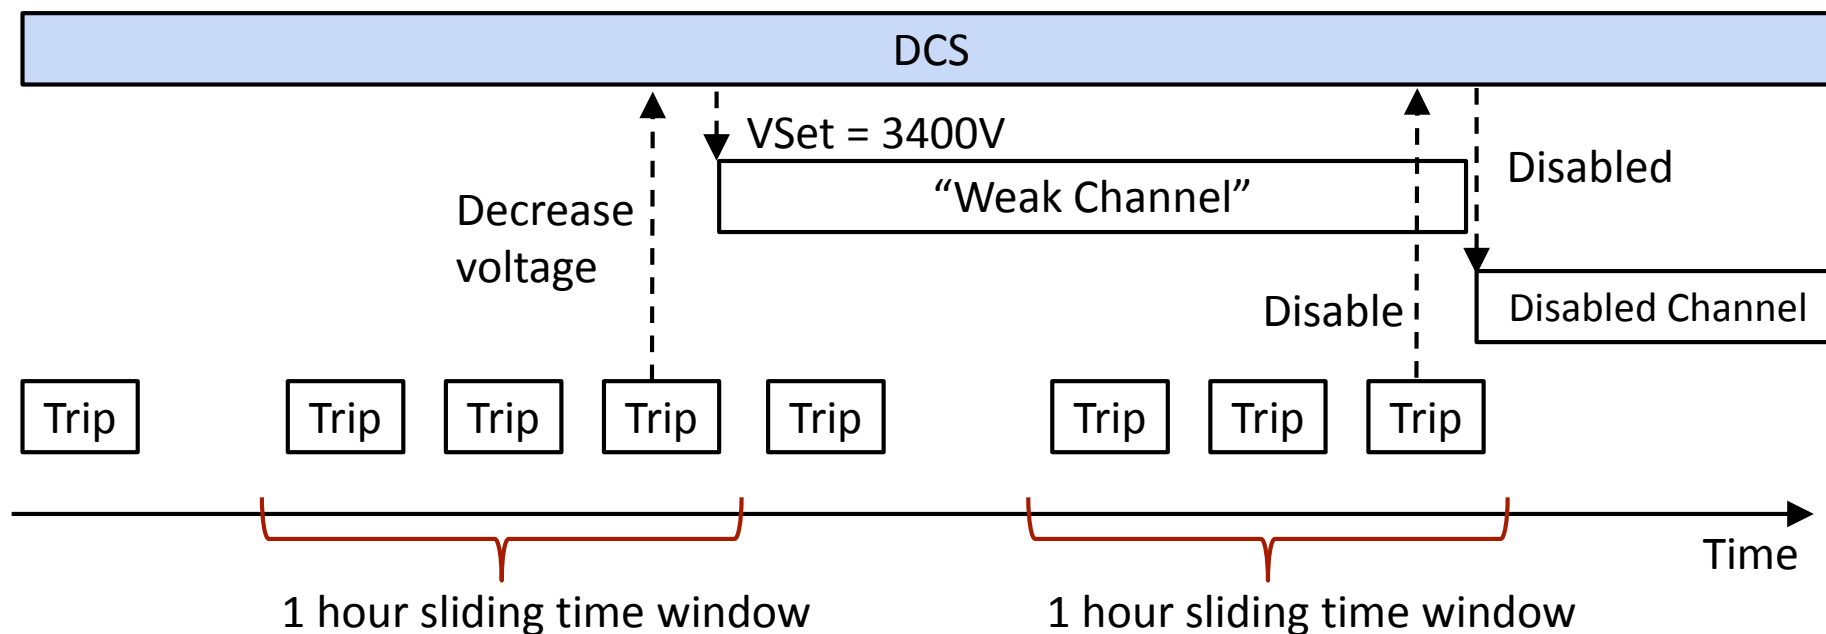 DCS
VSet = 3400V
“Weak Channel”
Disabled
Decrease
voltage
Disable
Disabled Channel
Trip
Trip
Trip
Trip
Trip
Trip
Trip
Trip
Time
1 hour sliding time window
1 hour sliding time window